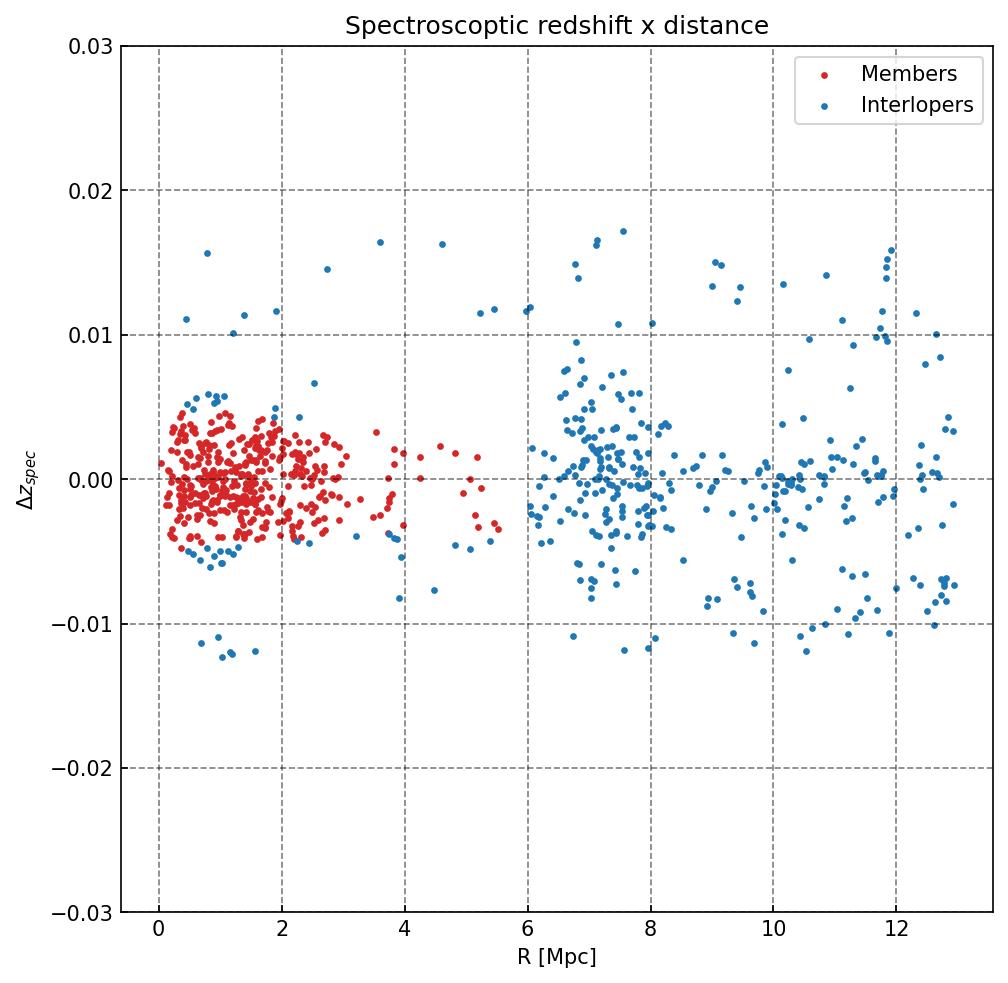 Spectroscoptic redshift x distance
Members
Interlopers
0.03
0.02
0.01
0.00
−0.01
−0.02
−0.03
Δz_spec
0 2 4 6 8 10 12
R [Mpc]